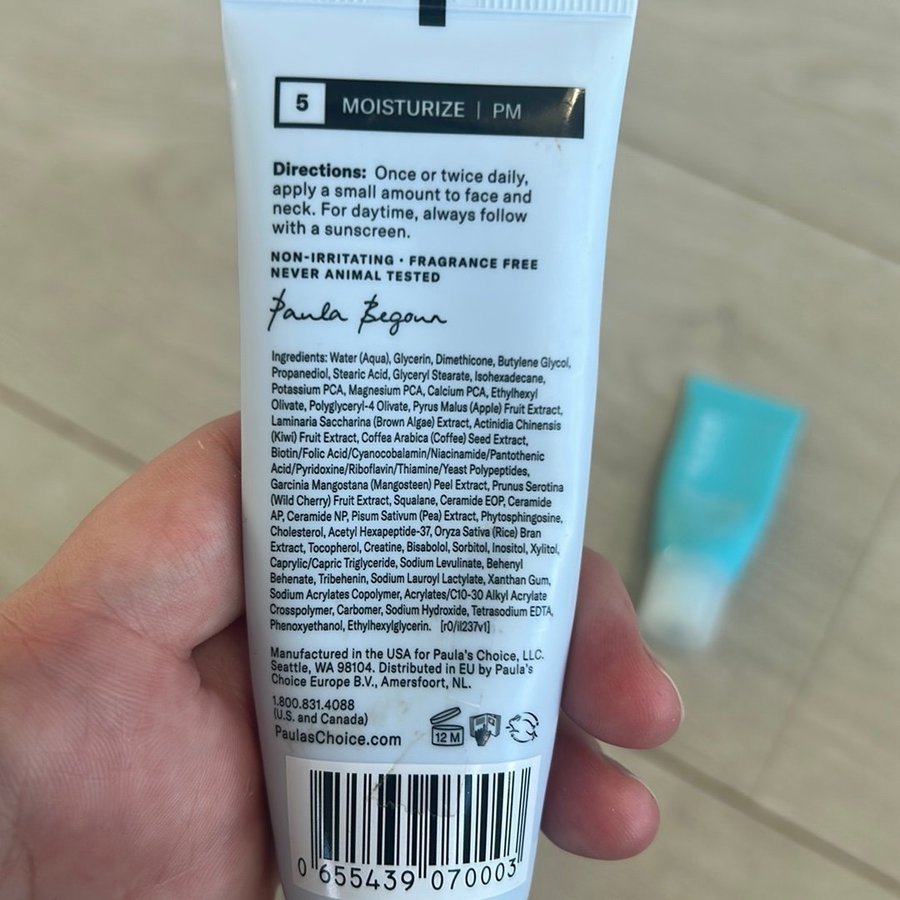 5 MOISTURIZE | PM
Directions: Once or twice daily,
apply a small amount to face and
neck. For daytime, always follow
with a sunscreen.
NON-IRRITATING · FRAGRANCE FREE
NEVER ANIMAL TESTED
Paula Begoun
Ingredients: Water (Aqua), Glycerin, Dimethicone, Butylene Glycol,
Propanediol, Stearic Acid, Glyceryl Stearate, Isohexadecane,
Potassium PCA, Magnesium PCA, Calcium PCA, Ethylhexyl
Olivate, Polyglyceryl-4 Olivate, Pyrus Malus (Apple) Fruit Extract,
Laminaria Saccharina (Brown Algae) Extract, Actinidia Chinensis
(Kiwi) Fruit Extract, Coffea Arabica (Coffee) Seed Extract,
Biotin/Folic Acid/Cyanocobalamin/Niacinamide/Pantothenic
Acid/Pyridoxine/Riboflavin/Thiamine/Yeast Polypeptides,
Garcinia Mangostana (Mangosteen) Peel Extract, Prunus Serotina
(Wild Cherry) Fruit Extract, Squalane, Ceramide EOP, Ceramide
AP, Ceramide NP, Pisum Sativum (Pea) Extract, Phytosphingosine,
Cholesterol, Acetyl Hexapeptide-37, Oryza Sativa (Rice) Bran
Extract, Tocopherol, Creatine, Bisabolol, Sorbitol, Inositol, Xylitol,
Caprylic/Capric Triglyceride, Sodium Levulinate, Behenyl
Behenate, Tribehenin, Sodium Lauroyl Lactylate, Xanthan Gum,
Sodium Acrylates Copolymer, Acrylates/C10-30 Alkyl Acrylate
Crosspolymer, Carbomer, Sodium Hydroxide, Tetrasodium EDTA,
Phenoxyethanol, Ethylhexylglycerin. [r0/il237v1]
Manufactured in the USA for Paula's Choice, LLC.
Seattle, WA 98104. Distributed in EU by Paula's
Choice Europe B.V., Amersfoort, NL.
1.800.831.4088
(U.S. and Canada)
PaulasChoice.com
12 M
0 655439 070003